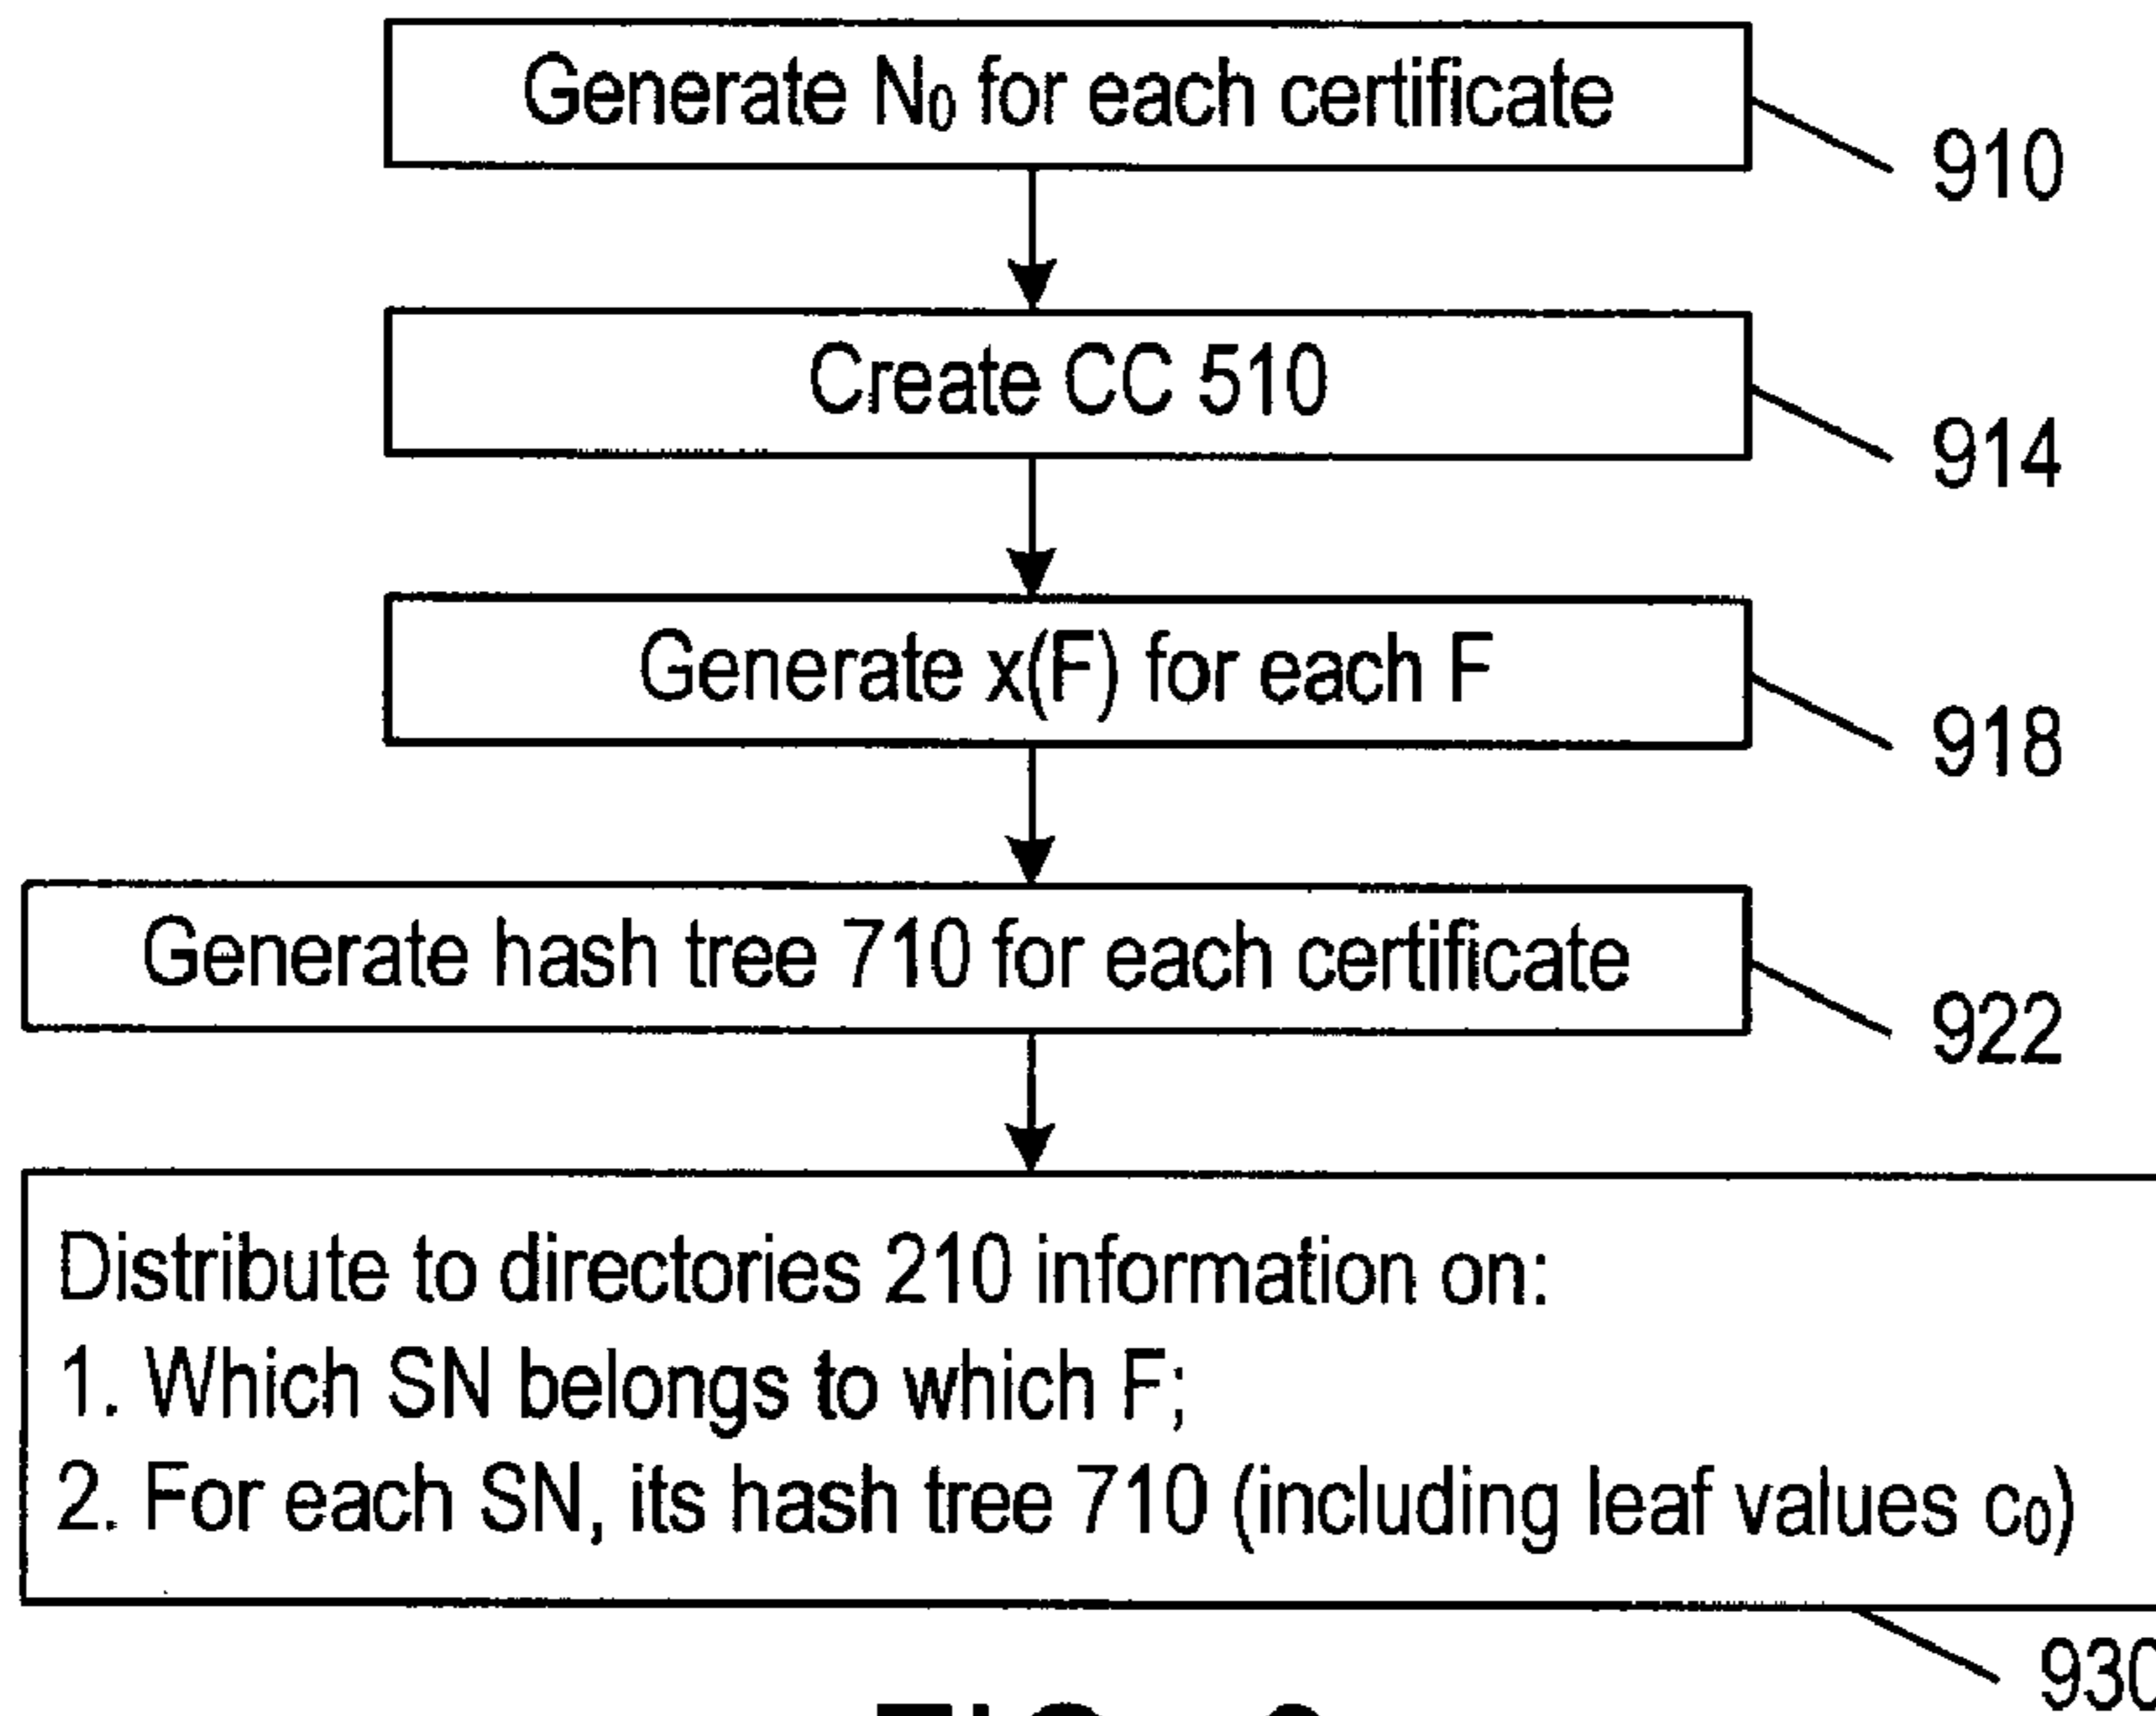 Generate N₀ for each certificate
910
Create CC 510
914
Generate x(F) for each F
918
Generate hash tree 710 for each certificate
922
Distribute to directories 210 information on:
1. Which SN belongs to which F;
2. For each SN, its hash tree 710 (including leaf values c₀)
930